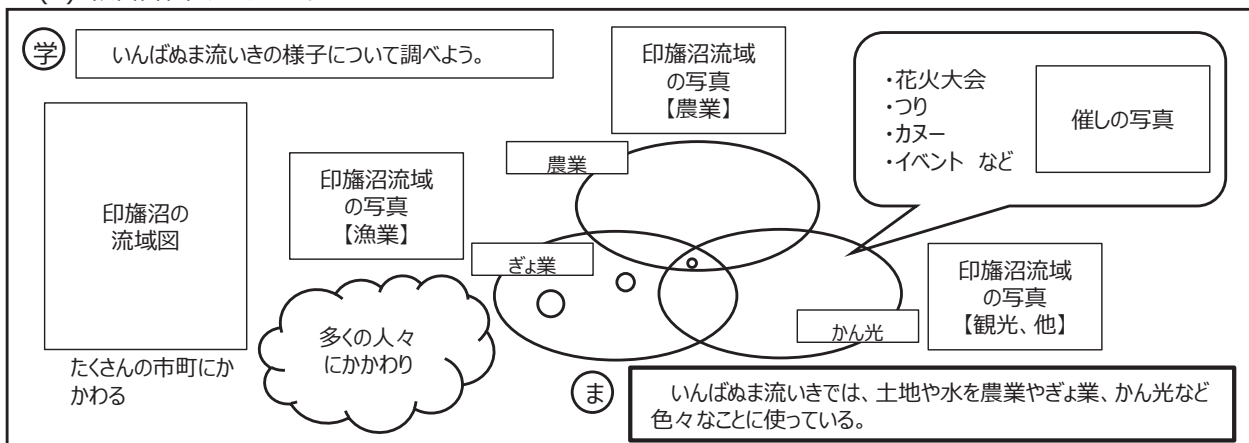 学
いんばぬま流いきの様子について調べよう。
印旛沼の
流域図
たくさんの市町にか
かわる
印旛沼流域
の写真
【漁業】
多くの人々
にかかわり
印旛沼流域
の写真
【農業】
農業
ぎょ業
かん光
・花火大会
・つり
・カヌー
・イベント など
催しの写真
印旛沼流域
の写真
【観光、他】
ま
いんばぬま流いきでは、土地や水を農業やぎょ業、かん光など
色々なことに使っている。